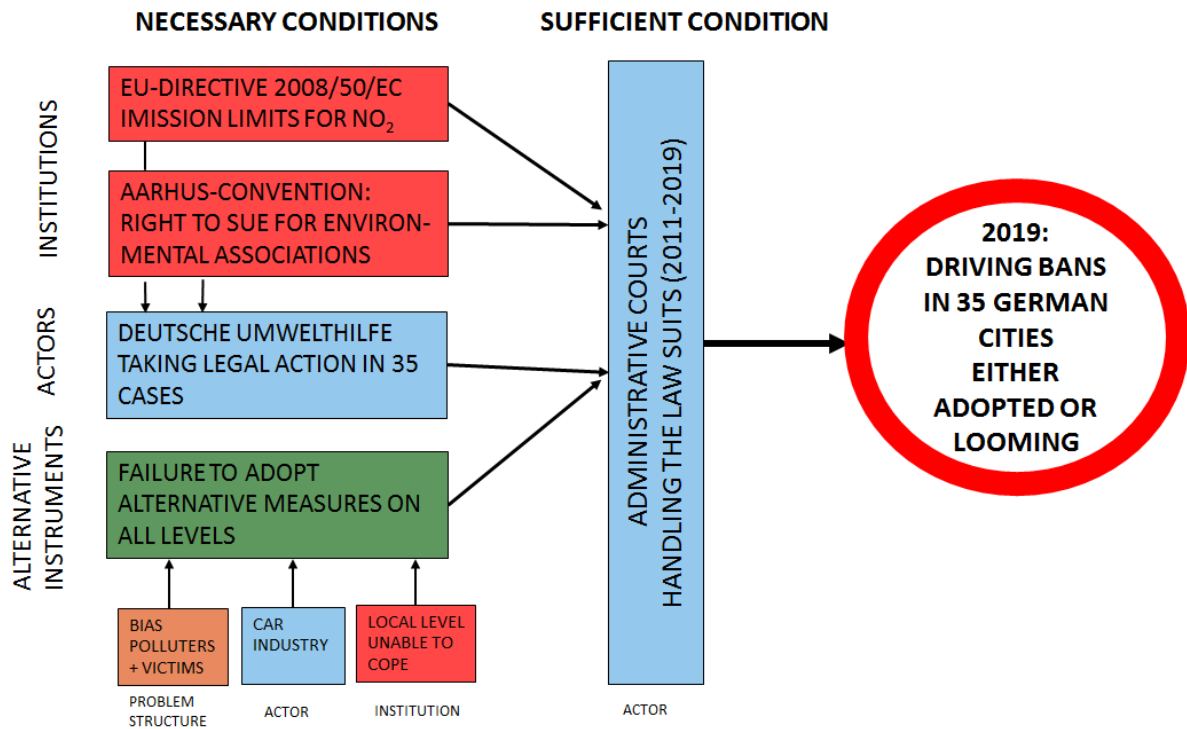 NECESSARY CONDITIONS
SUFFICIENT CONDITION
INSTITUTIONS
EU-DIRECTIVE 2008/50/EC
IMISSION LIMITS FOR NO₂
AARHUS-CONVENTION:
RIGHT TO SUE FOR ENVIRON-
MENTAL ASSOCIATIONS
ACTORS
DEUTSCHE UMWELTHILFE
TAKING LEGAL ACTION IN 35
CASES
ALTERNATIVE
INSTRUMENTS
FAILURE TO ADOPT
ALTERNATIVE MEASURES ON
ALL LEVELS
BIAS
POLLUTERS
+ VICTIMS
PROBLEM
STRUCTURE
CAR
INDUSTRY
ACTOR
LOCAL LEVEL
UNABLE TO
COPE
INSTITUTION
ADMINISTRATIVE COURTS
HANDLING THE LAW SUITS (2011-2019)
ACTOR
2019:
DRIVING BANS
IN 35 GERMAN
CITIES
EITHER
ADOPTED OR
LOOMING